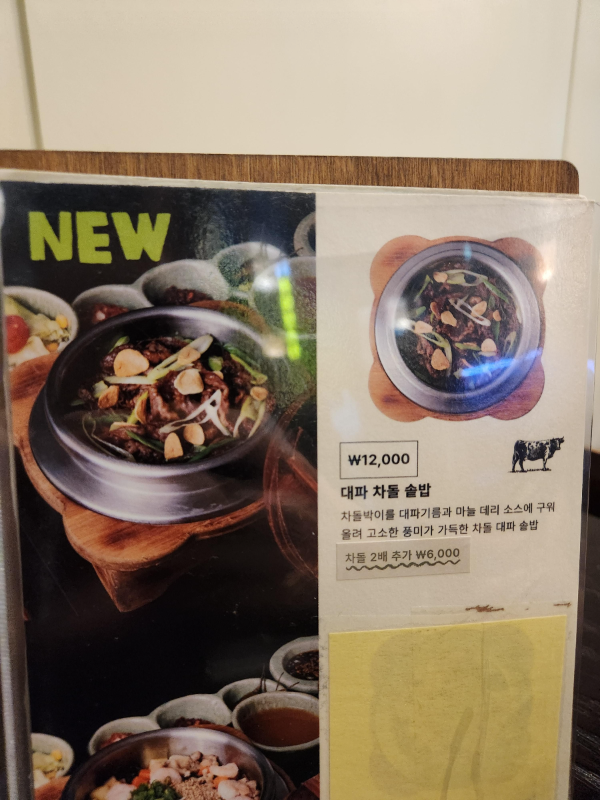 NEW
₩12,000
대파 차돌 솥밥
차돌박이를 대파기름과 마늘 데리 소스에 구워
올려 고소한 풍미가 가득한 차돌 대파 솥밥
차돌 2배 추가 ₩6,000